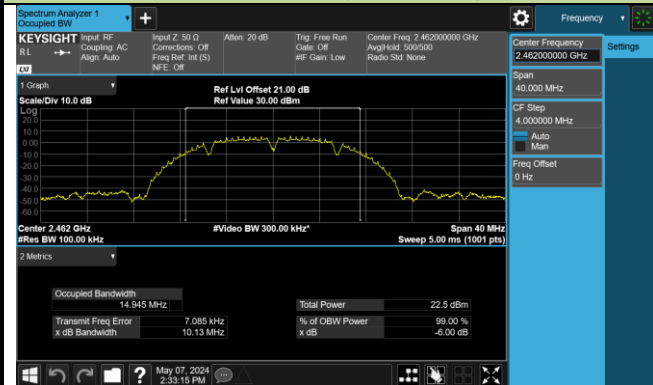 Spectrum Analyzer 1
Occupied BW
+
Frequency
KEYSIGHT
RL
LXI
Input: RF
Coupling: AC
Align: Auto
Input Z: 50 Ω
Corrections: Off
Freq Ref: Int (S)
NFE: Off
Atten: 20 dB
Trig: Free Run
Gate: Off
#IF Gain: Low
Center Freq: 2.462000000 GHz
Avg|Hold: 500/500
Radio Std: None
Center Frequency
2.462000000 GHz
Settings
Span
40.000 MHz
CF Step
4.000000 MHz
Auto
Man
Freq Offset
0 Hz
1 Graph
Scale/Div 10.0 dB
Ref Lvl Offset 21.00 dB
Ref Value 30.00 dBm
Log
20.0
10.0
0.00
-10.0
-20.0
-30.0
-40.0
-50.0
-60.0
Center 2.462 GHz
#Res BW 100.00 kHz
#Video BW 300.00 kHz*
Span 40 MHz
Sweep 5.00 ms (1001 pts)
2 Metrics
Occupied Bandwidth
14.945 MHz
Total Power 22.5 dBm
Transmit Freq Error 7.085 kHz
% of OBW Power 99.00 %
x dB Bandwidth 10.13 MHz
x dB -6.00 dB
?
May 07, 2024
2:33:15 PM